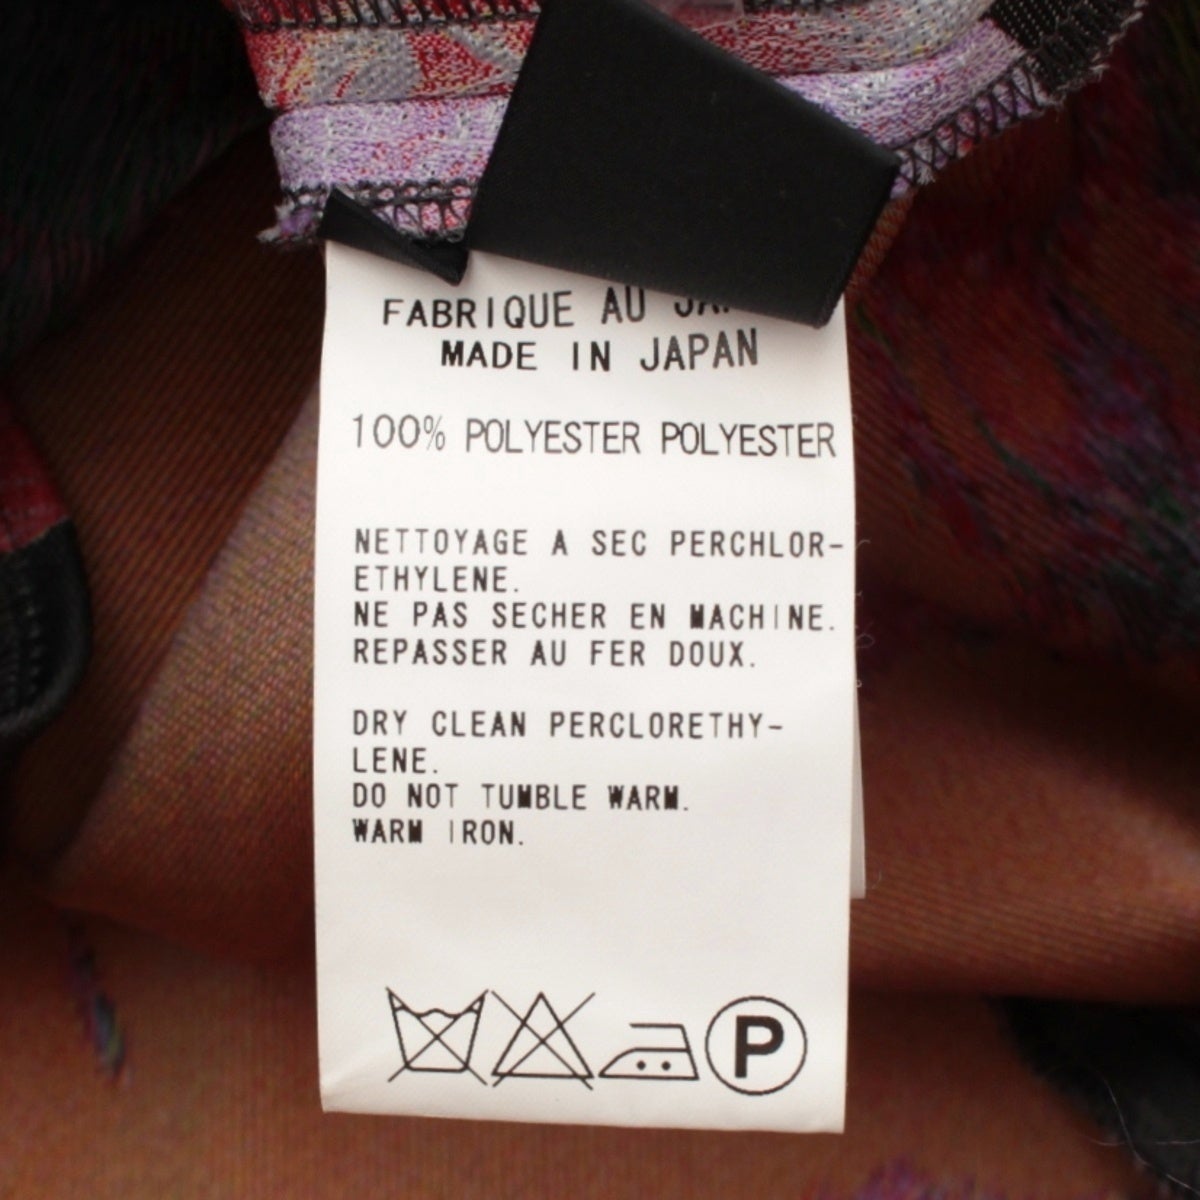 FABRIQUE AU
MADE IN JAPAN
100% POLYESTER POLYESTER
NETTOYAGE A SEC PERCHLOR-
ETHYLENE.
NE PAS SECHER EN MACHINE.
REPASSER AU FER DOUX.
DRY CLEAN PERCLORETHY-
LENE.
DO NOT TUMBLE WARM.
WARM IRON.
P